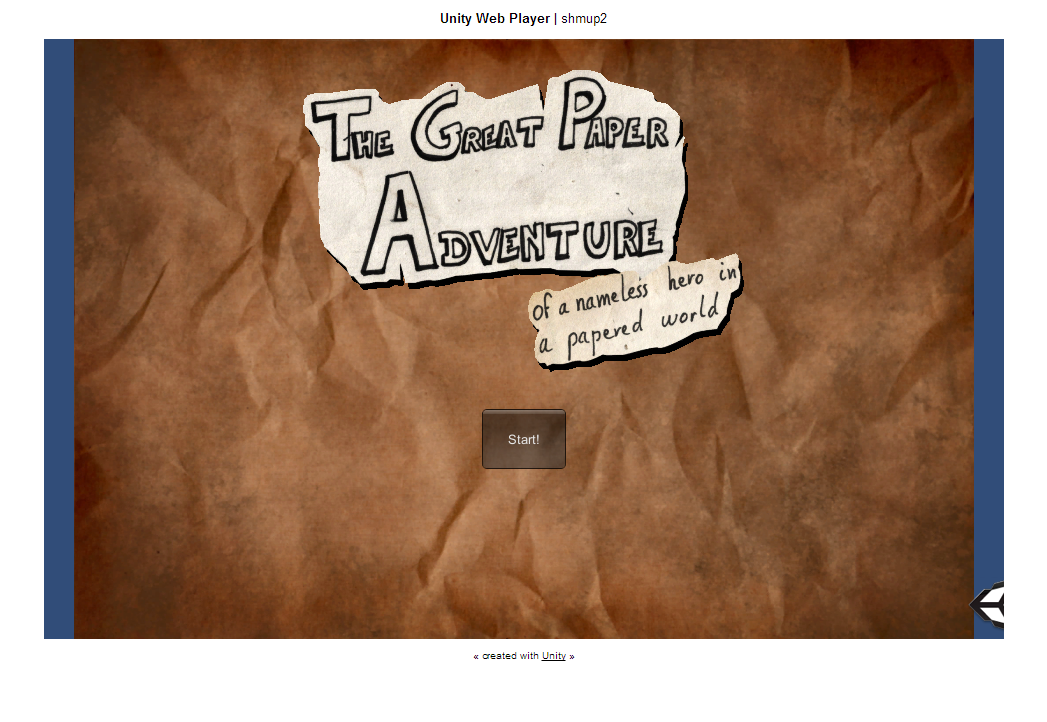 Unity Web Player | shmup2
THE GREAT PAPER
ADVENTURE
of a nameless hero in
a papered world
Start!
« created with Unity »